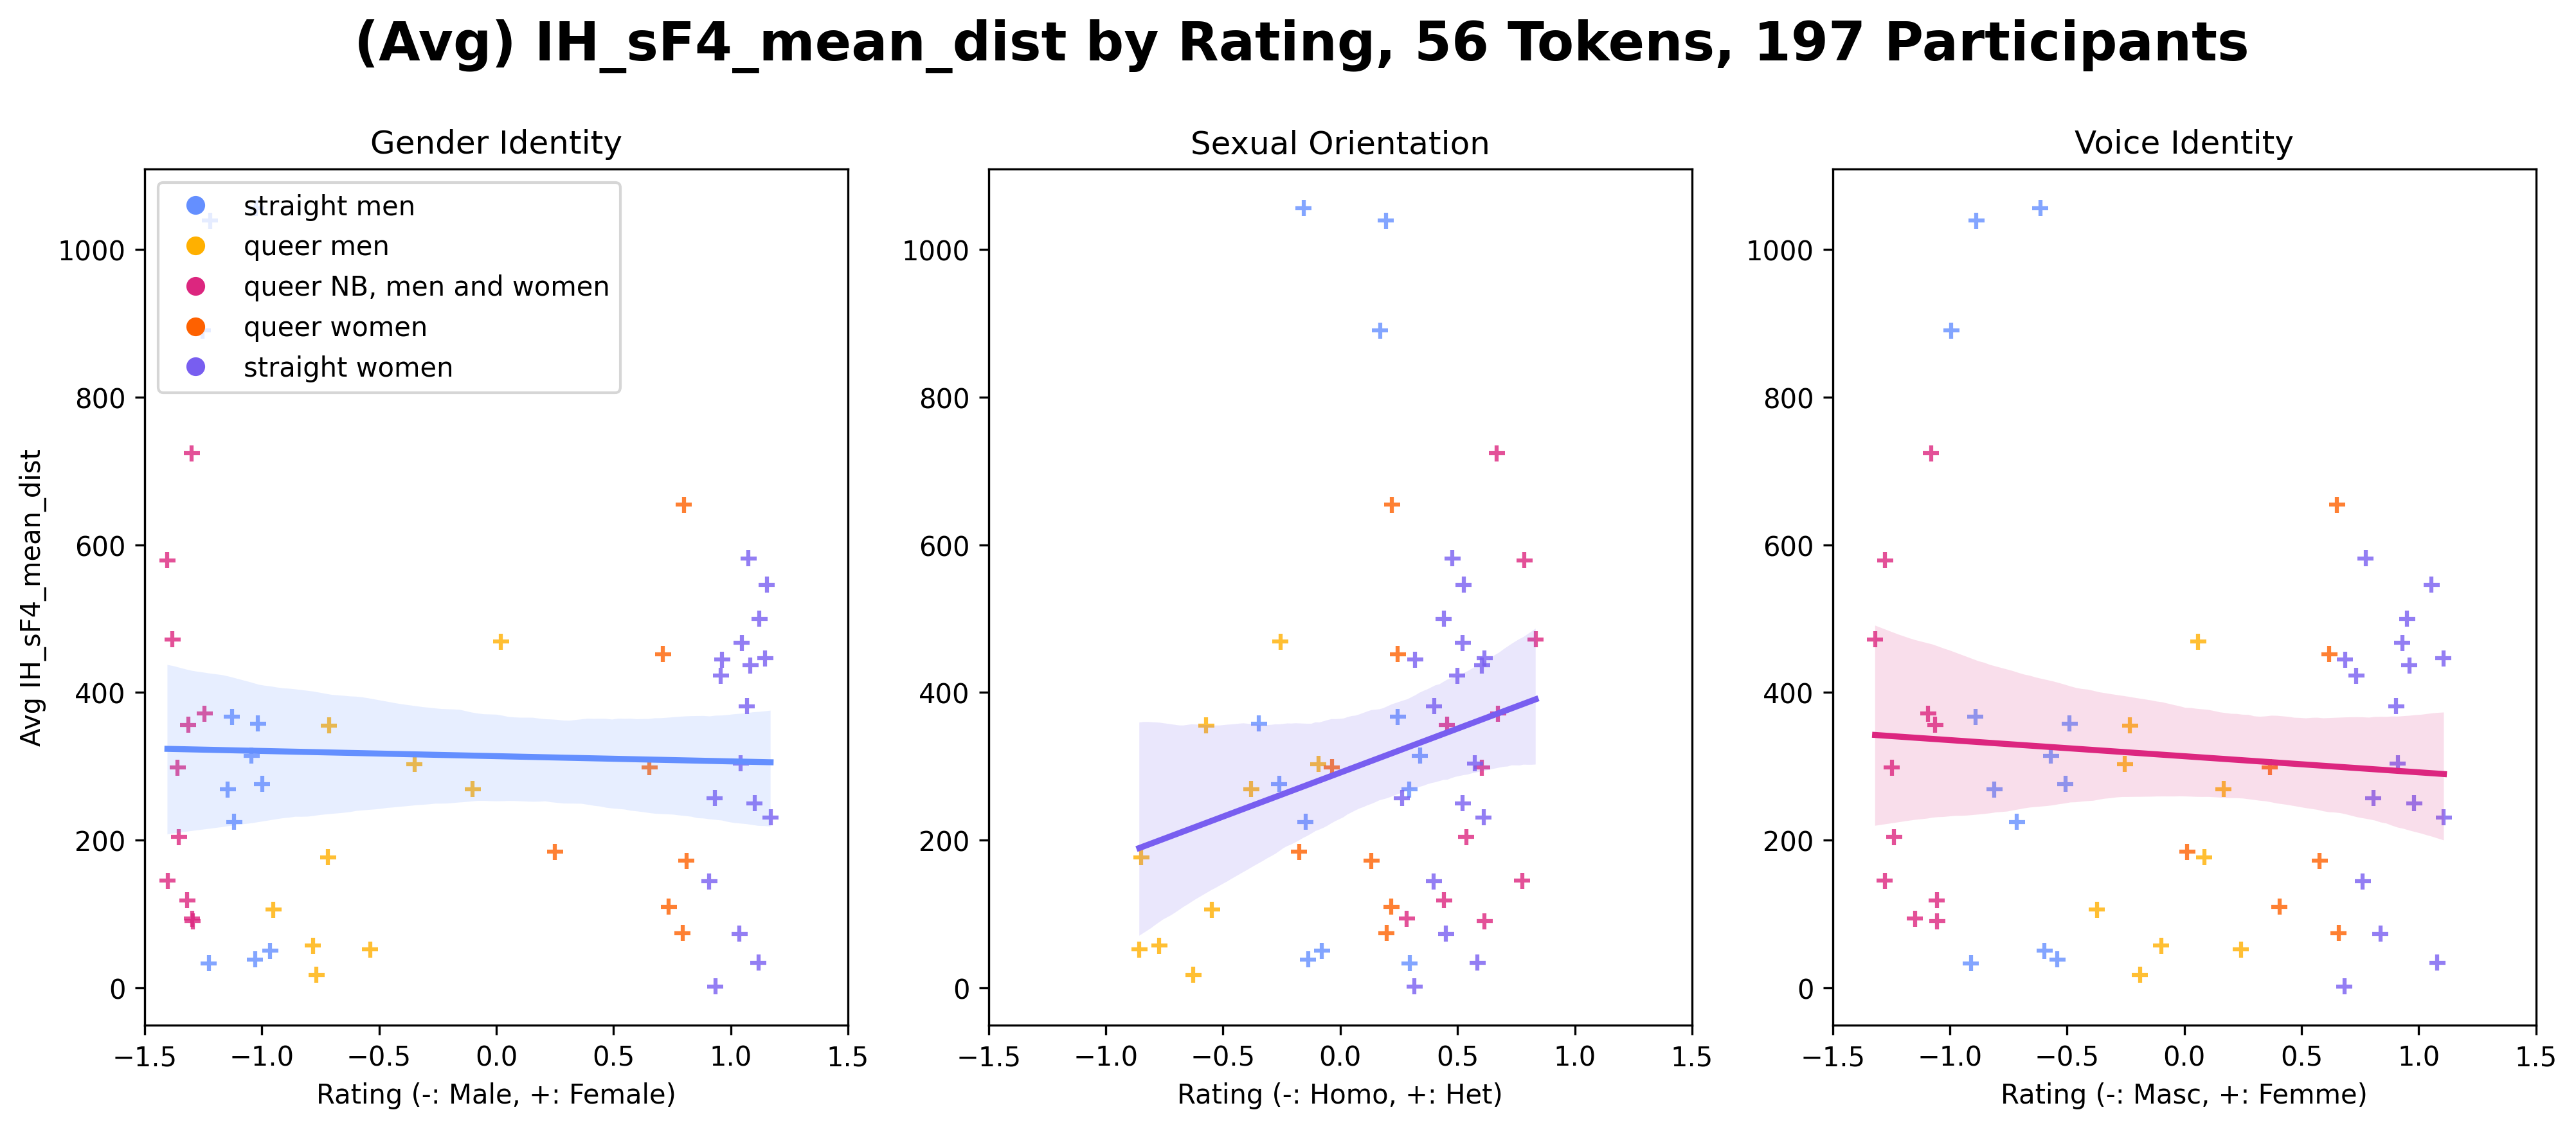 (Avg) IH_sF4_mean_dist by Rating, 56 Tokens, 197 Participants
Gender Identity
straight men
queer men
queer NB, men and women
queer women
straight women
Avg IH_sF4_mean_dist
1000
800
600
400
200
0
−1.5 −1.0 −0.5 0.0 0.5 1.0 1.5
Rating (-: Male, +: Female)
Sexual Orientation
1000
800
600
400
200
0
−1.5 −1.0 −0.5 0.0 0.5 1.0 1.5
Rating (-: Homo, +: Het)
Voice Identity
1000
800
600
400
200
0
−1.5 −1.0 −0.5 0.0 0.5 1.0 1.5
Rating (-: Masc, +: Femme)